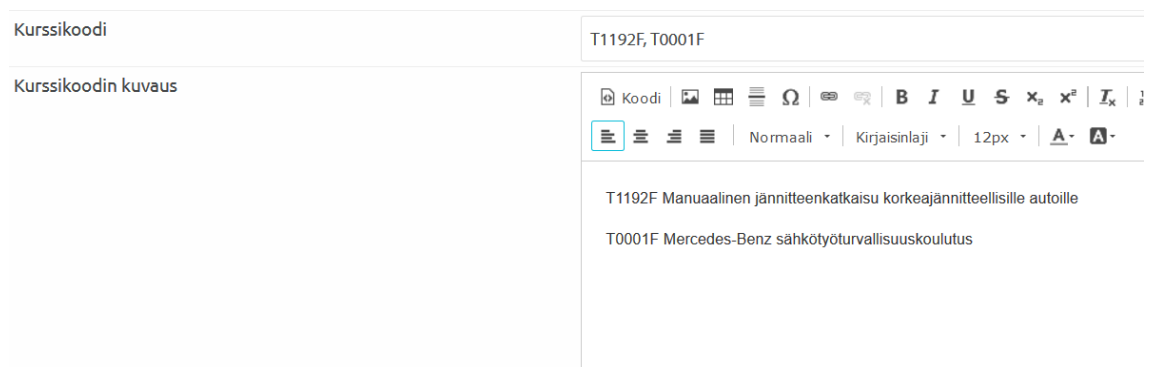 Kurssikoodi
T1192F, T0001F
Kurssikoodin kuvaus
Koodi Ω B I U S x₂ x² Tx
Normaali Kirjaisinlaji 12px A A
T1192F Manuaalinen jännitteenkatkaisu korkeajännitteellisille autoille
T0001F Mercedes-Benz sähkötyöturvallisuuskoulutus